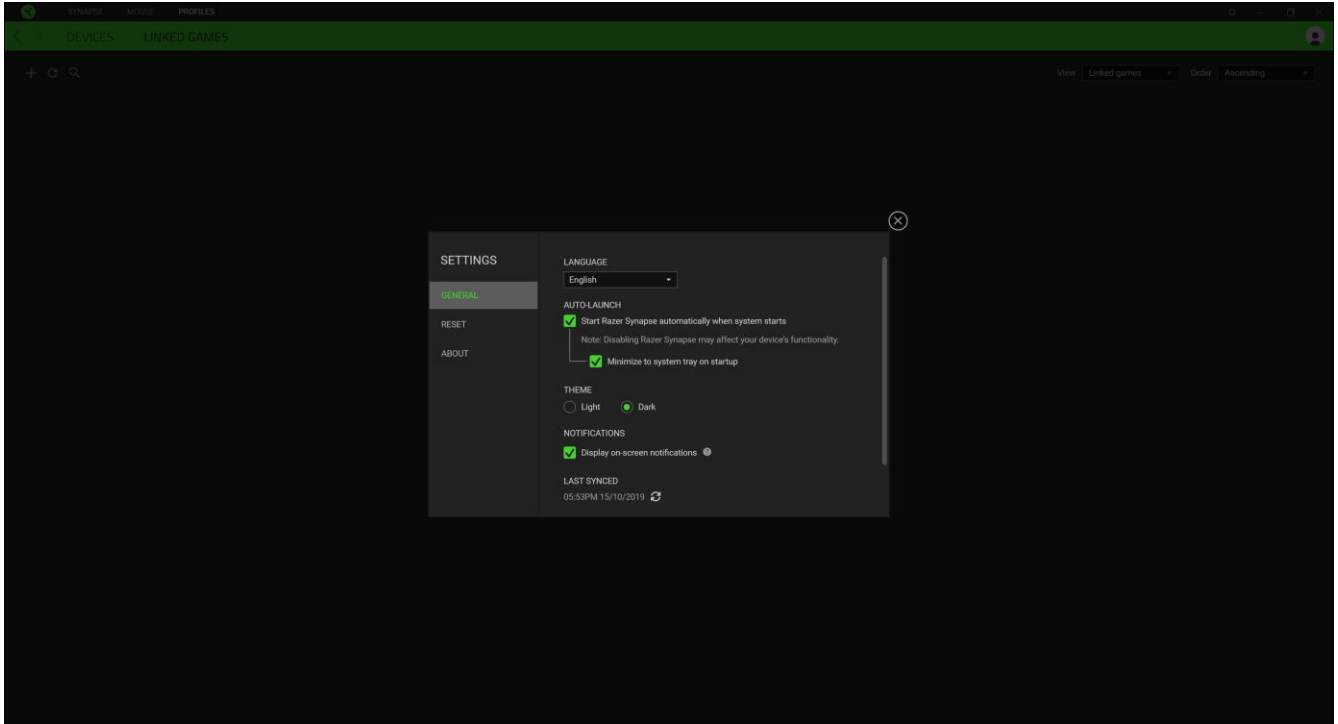 SYNAPSE MOUSE PROFILES
DEVICES LINKED GAMES
View Linked games Order Ascending
SETTINGS
GENERAL
RESET
ABOUT
LANGUAGE
English
AUTO-LAUNCH
Start Razer Synapse automatically when system starts
Note: Disabling Razer Synapse may affect your device's functionality.
Minimize to system tray on startup
THEME
Light Dark
NOTIFICATIONS
Display on-screen notifications ?
LAST SYNCED
05:53PM 15/10/2019